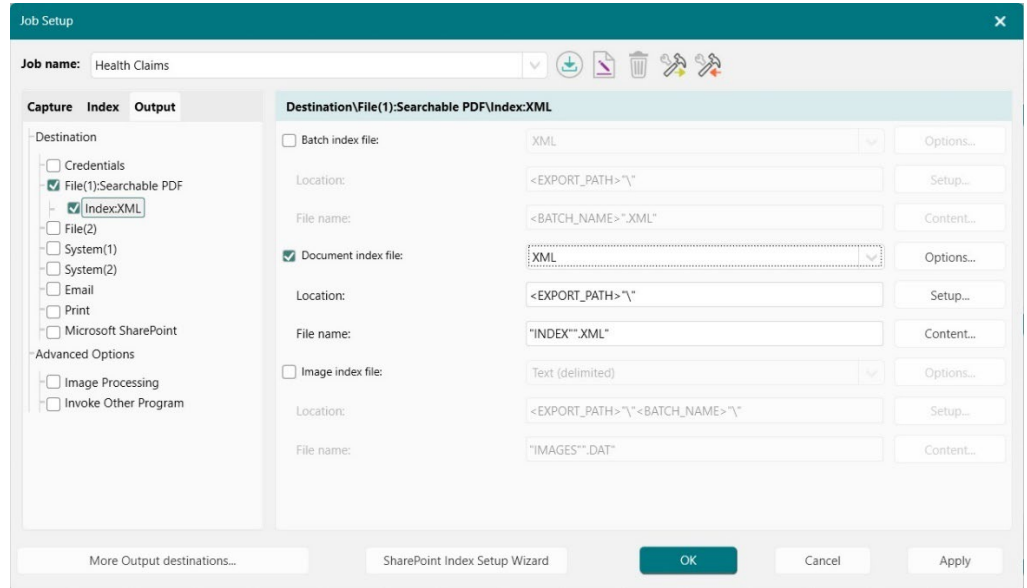 Job Setup
Job name: Health Claims
Capture Index Output
Destination\File(1):Searchable PDF\Index:XML
Destination
Credentials
File(1):Searchable PDF
Index:XML
File(2)
System(1)
System(2)
Email
Print
Microsoft SharePoint
Advanced Options
Image Processing
Invoke Other Program
Batch index file: XML Options...
Location: <EXPORT_PATH>"\" Setup...
File name: <BATCH_NAME>".XML" Content...
Document index file: XML Options...
Location: <EXPORT_PATH>"\" Setup...
File name: "INDEX"".XML" Content...
Image index file: Text (delimited) Options...
Location: <EXPORT_PATH>"\"<BATCH_NAME>"\" Setup...
File name: "IMAGES"".DAT" Content...
More Output destinations... SharePoint Index Setup Wizard OK Cancel Apply